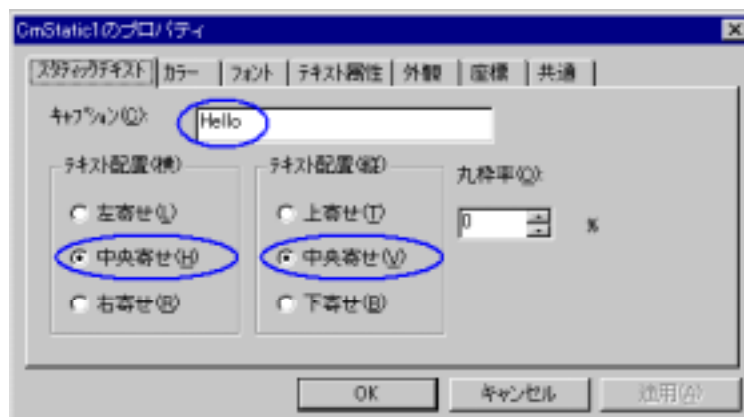 CmStatic1のプロパティ
スタティックテキスト カラー フォント テキスト属性 外観 座標 共通
キャプション(C): Hello
テキスト配置(横) テキスト配置(縦) 丸枠率(O):
左寄せ(L) 上寄せ(T) 0 %
中央寄せ(H) 中央寄せ(V)
右寄せ(R) 下寄せ(B)
OK キャンセル 適用(A)